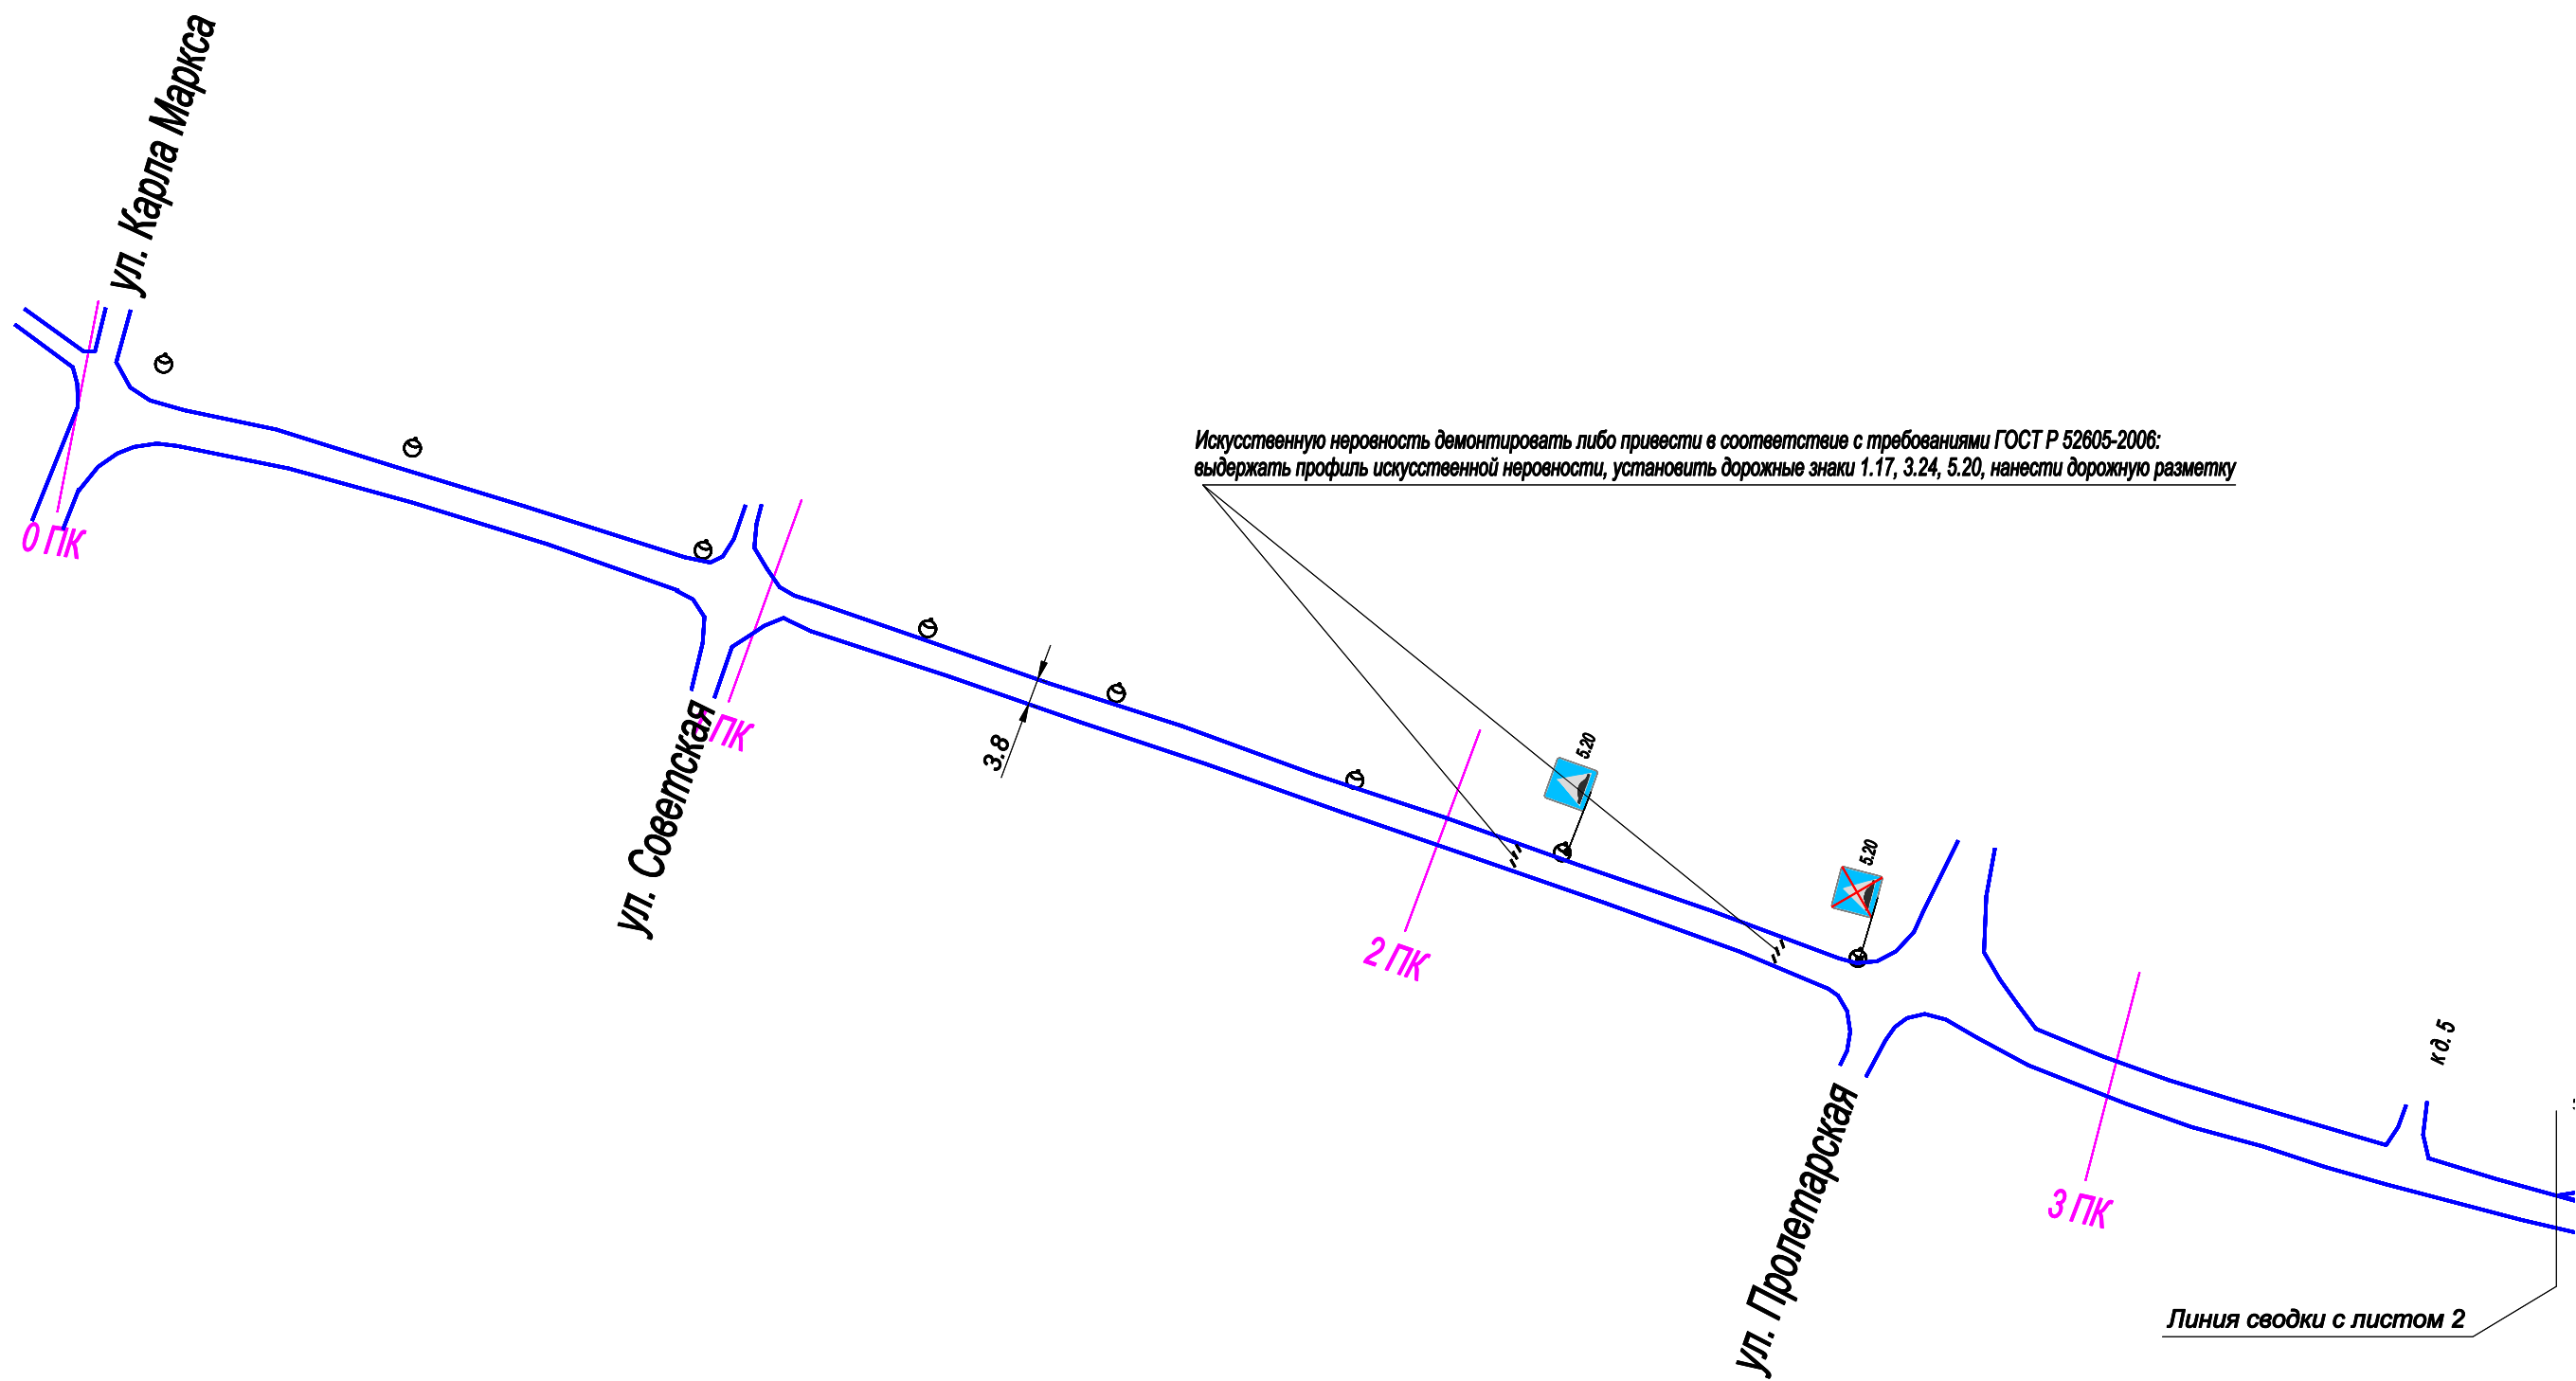 ул. Карла Маркса
0 ПК
Искусственную неровность демонтировать либо привести в соответствие с требованиями ГОСТ Р 52605-2006:
выдержать профиль искусственной неровности, установить дорожные знаки 1.17, 3.24, 5.20, нанести дорожную разметку
ПК
ул. Советская
3.8
5.20
2 ПК
5.20
ул. Пролетарская
3 ПК
к д. 5
Линия сводки с листом 2